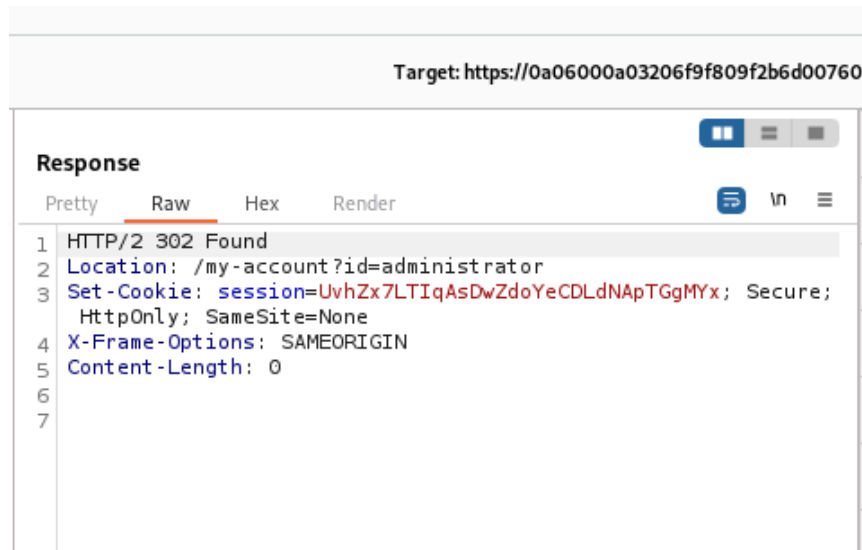 Target: https://0a06000a03206f9f809f2b6d00760
Response
Pretty Raw Hex Render \n
1 HTTP/2 302 Found
2 Location: /my-account?id=administrator
3 Set-Cookie: session=UvhZx7LTIqAsDwZdoYeCDLdNApTGgMYx; Secure;
HttpOnly; SameSite=None
4 X-Frame-Options: SAMEORIGIN
5 Content-Length: 0
6
7